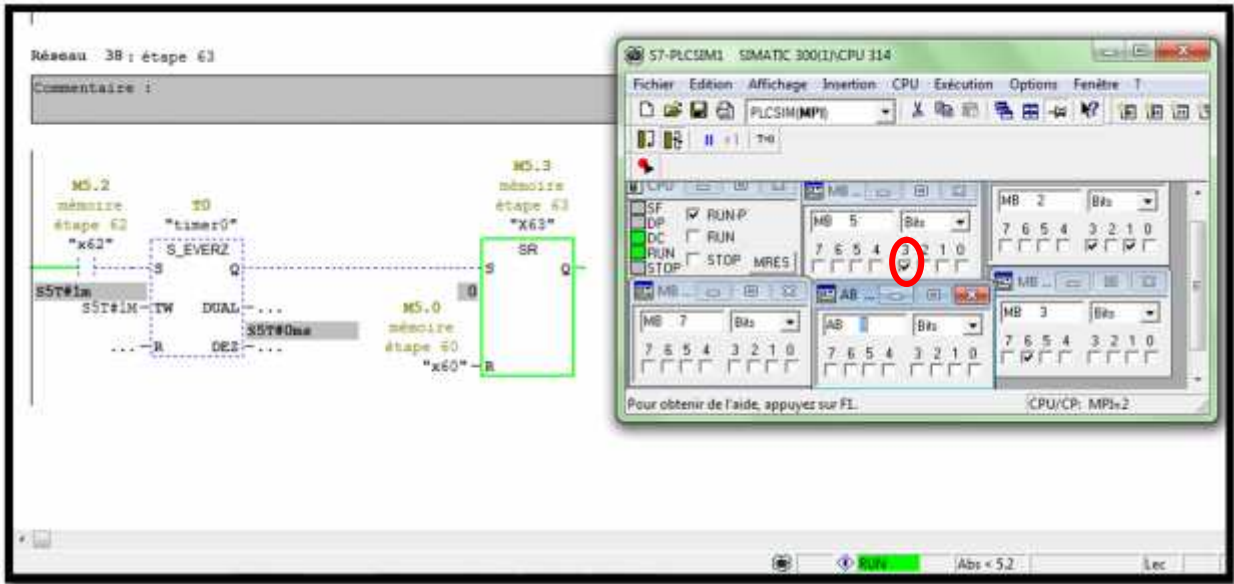 Réseau 38 : étape 63
Commentaire :
M5.2
mémoire
étape 62
"x62"
T0
"timer0"
S_EVERZ
S Q
S5T#1m
S5T#1M TW DUAL ...
S5T#0ms
... R DEZ ...
M5.3
mémoire
étape 63
"X63"
SR
S Q
0
M5.0
mémoire
étape 60
"x60" R
S7-PLCSIM1 SIMATIC 300(1)\CPU 314
Fichier Edition Affichage Insertion CPU Exécution Options Fenêtre ?
PLCSIM(MPI)
+1 T=0
CPU
SF
DP
DC
RUN
STOP
RUN-P
RUN
STOP MRES
MB ...
MB 5 Bits
7 6 5 4 3 2 1 0
MB 2 Bits
7 6 5 4 3 2 1 0
MB ...
MB 7 Bits
7 6 5 4 3 2 1 0
AB ...
AB Bits
7 6 5 4 3 2 1 0
MB ...
MB 3 Bits
7 6 5 4 3 2 1 0
Pour obtenir de l'aide, appuyez sur F1.
CPU/CP: MPI=2
RUN
Abs < 5.2
Lec